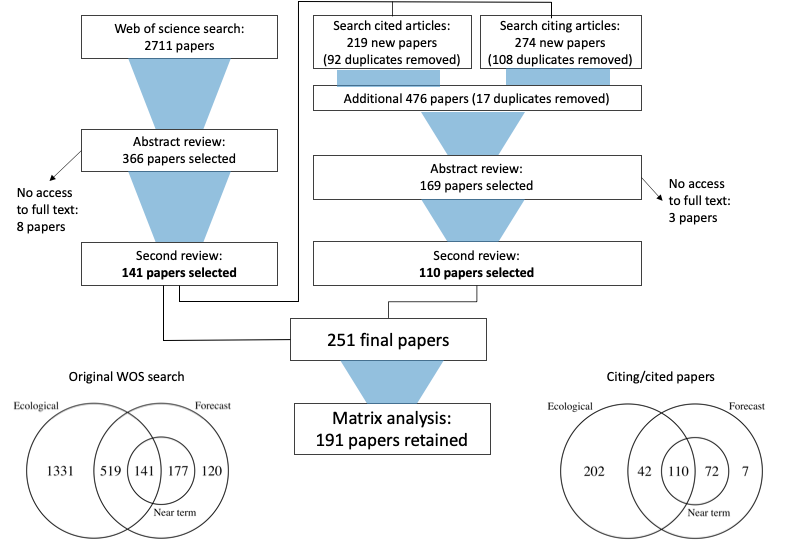 Web of science search:
2711 papers
Search cited articles:
219 new papers
(92 duplicates removed)
Search citing articles:
274 new papers
(108 duplicates removed)
Additional 476 papers (17 duplicates removed)
Abstract review:
366 papers selected
No access
to full text:
8 papers
Abstract review:
169 papers selected
No access
to full text:
3 papers
Second review:
141 papers selected
Second review:
110 papers selected
251 final papers
Matrix analysis:
191 papers retained
Original WOS search
Ecological
Forecast
1331
519
141
177
120
Near term
Citing/cited papers
Ecological
Forecast
202
42
110
72
7
Near term